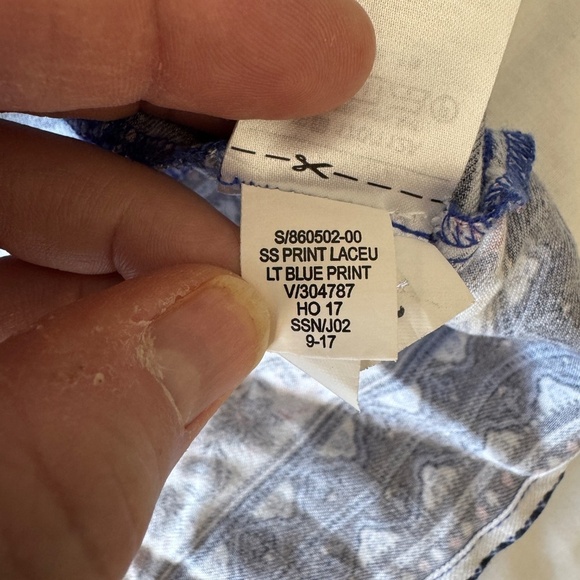 S/860502-00
SS PRINT LACEU
LT BLUE PRINT
V/304787
HO 17
SSN/J02
9-17